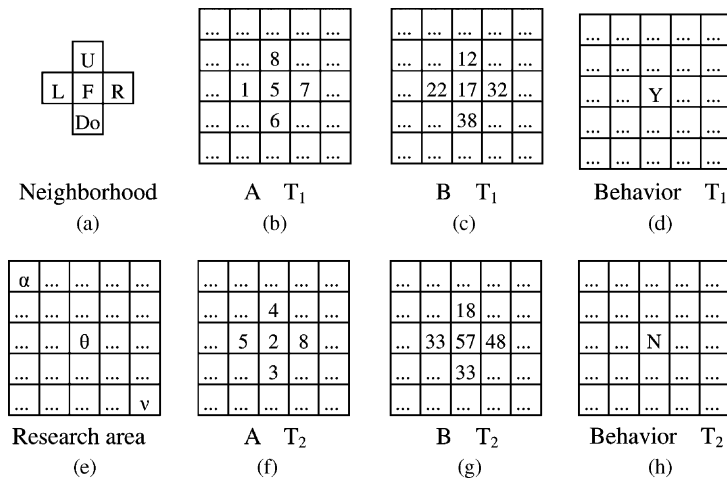 U
L F R
Do
Neighborhood
(a)
... ... ... ... ...
... ... 8 ... ...
... 1 5 7 ...
... ... 6 ... ...
... ... ... ... ...
A T1
(b)
... ... ... ... ...
... ... 12 ... ...
... 22 17 32 ...
... ... 38 ... ...
... ... ... ... ...
B T1
(c)
... ... ... ... ...
... ... ... ... ...
... ... Y ... ...
... ... ... ... ...
... ... ... ... ...
Behavior T1
(d)
α ... ... ... ...
... ... ... ... ...
... ... θ ... ...
... ... ... ... ...
... ... ... ... ν
Research area
(e)
... ... ... ... ...
... ... 4 ... ...
... 5 2 8 ...
... ... 3 ... ...
... ... ... ... ...
A T2
(f)
... ... ... ... ...
... ... 18 ... ...
... 33 57 48 ...
... ... 33 ... ...
... ... ... ... ...
B T2
(g)
... ... ... ... ...
... ... ... ... ...
... ... N ... ...
... ... ... ... ...
... ... ... ... ...
Behavior T2
(h)